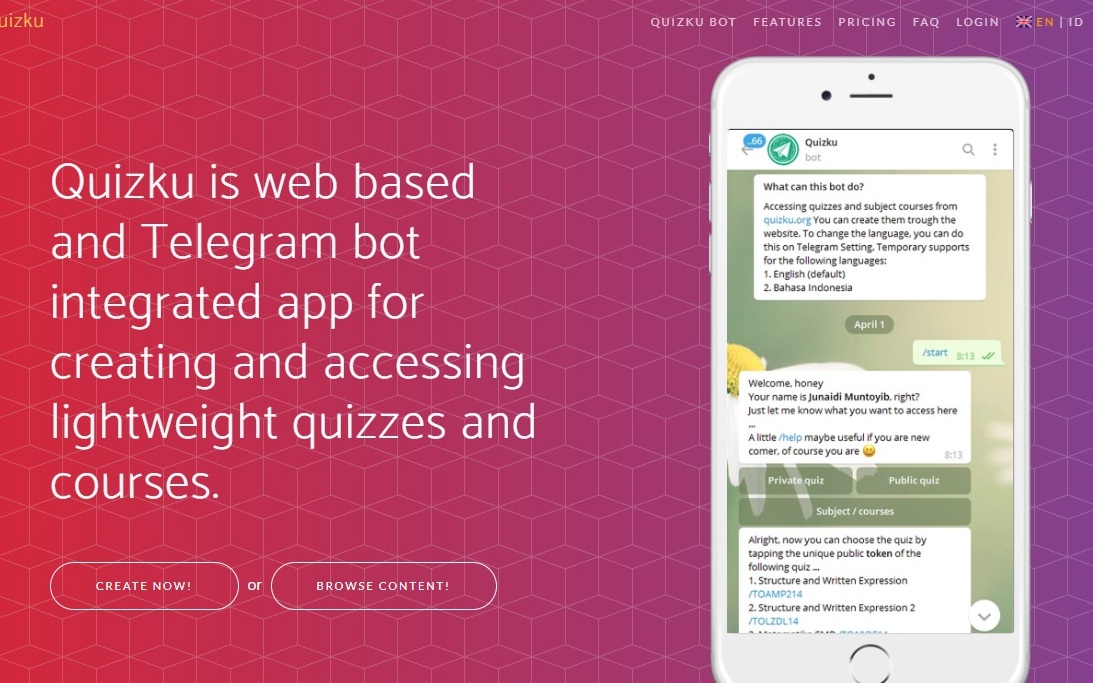 uizku
QUIZKU BOT FEATURES PRICING FAQ LOGIN EN | ID
Quizku is web based
and Telegram bot
integrated app for
creating and accessing
lightweight quizzes and
courses.
CREATE NOW! or BROWSE CONTENT!
..66
Quizku
bot
What can this bot do?
Accessing quizzes and subject courses from
quizku.org You can create them trough the
website. To change the language, you can do
this on Telegram Setting. Temporary supports
for the following languages:
1. English (default)
2. Bahasa Indonesia
April 1
/start 8:13
Welcome, honey
Your name is Junaidi Muntoyib, right?
Just let me know what you want to access here
...
A little /help maybe useful if you are new
comer, of course you are
8:13
Private quiz Public quiz
Subject / courses
Alright, now you can choose the quiz by
tapping the unique public token of the
following quiz ...
1. Structure and Written Expression
/TOAMP214
2. Structure and Written Expression 2
/TOLZDL14